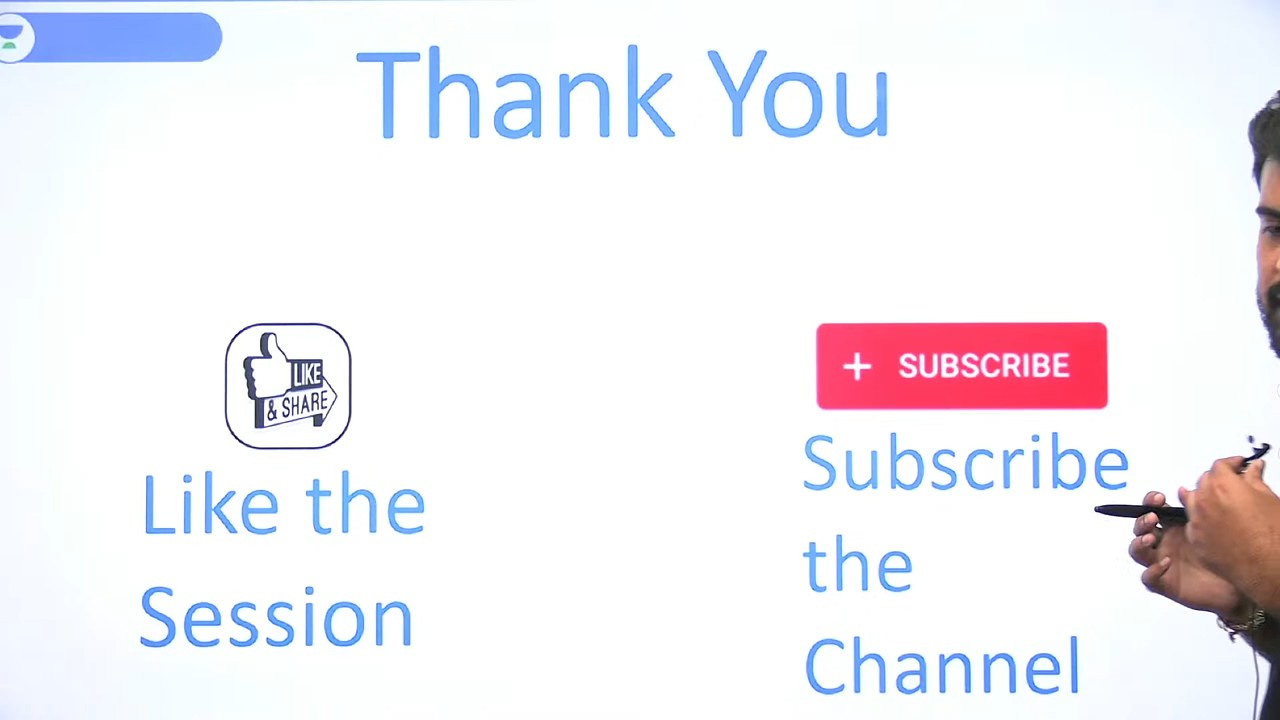 Thank You
LIKE
& SHARE
Like the
Session
+ SUBSCRIBE
Subscribe
the
Channel